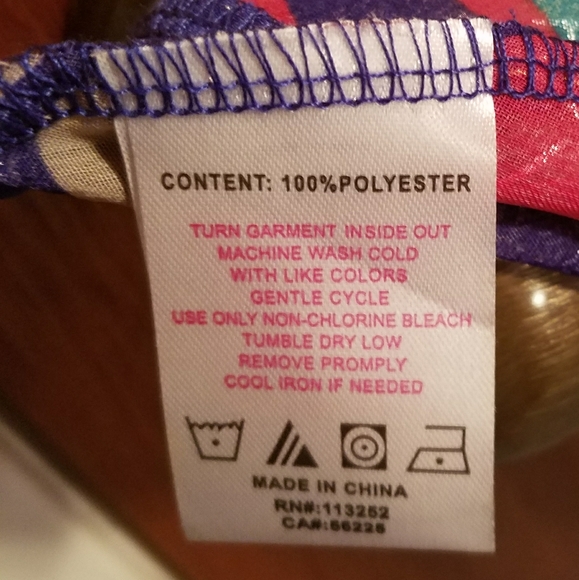 CONTENT: 100%POLYESTER
TURN GARMENT INSIDE OUT
MACHINE WASH COLD
WITH LIKE COLORS
GENTLE CYCLE
USE ONLY NON-CHLORINE BLEACH
TUMBLE DRY LOW
REMOVE PROMPLY
COOL IRON IF NEEDED
MADE IN CHINA
RN#:113252
CA#:56225